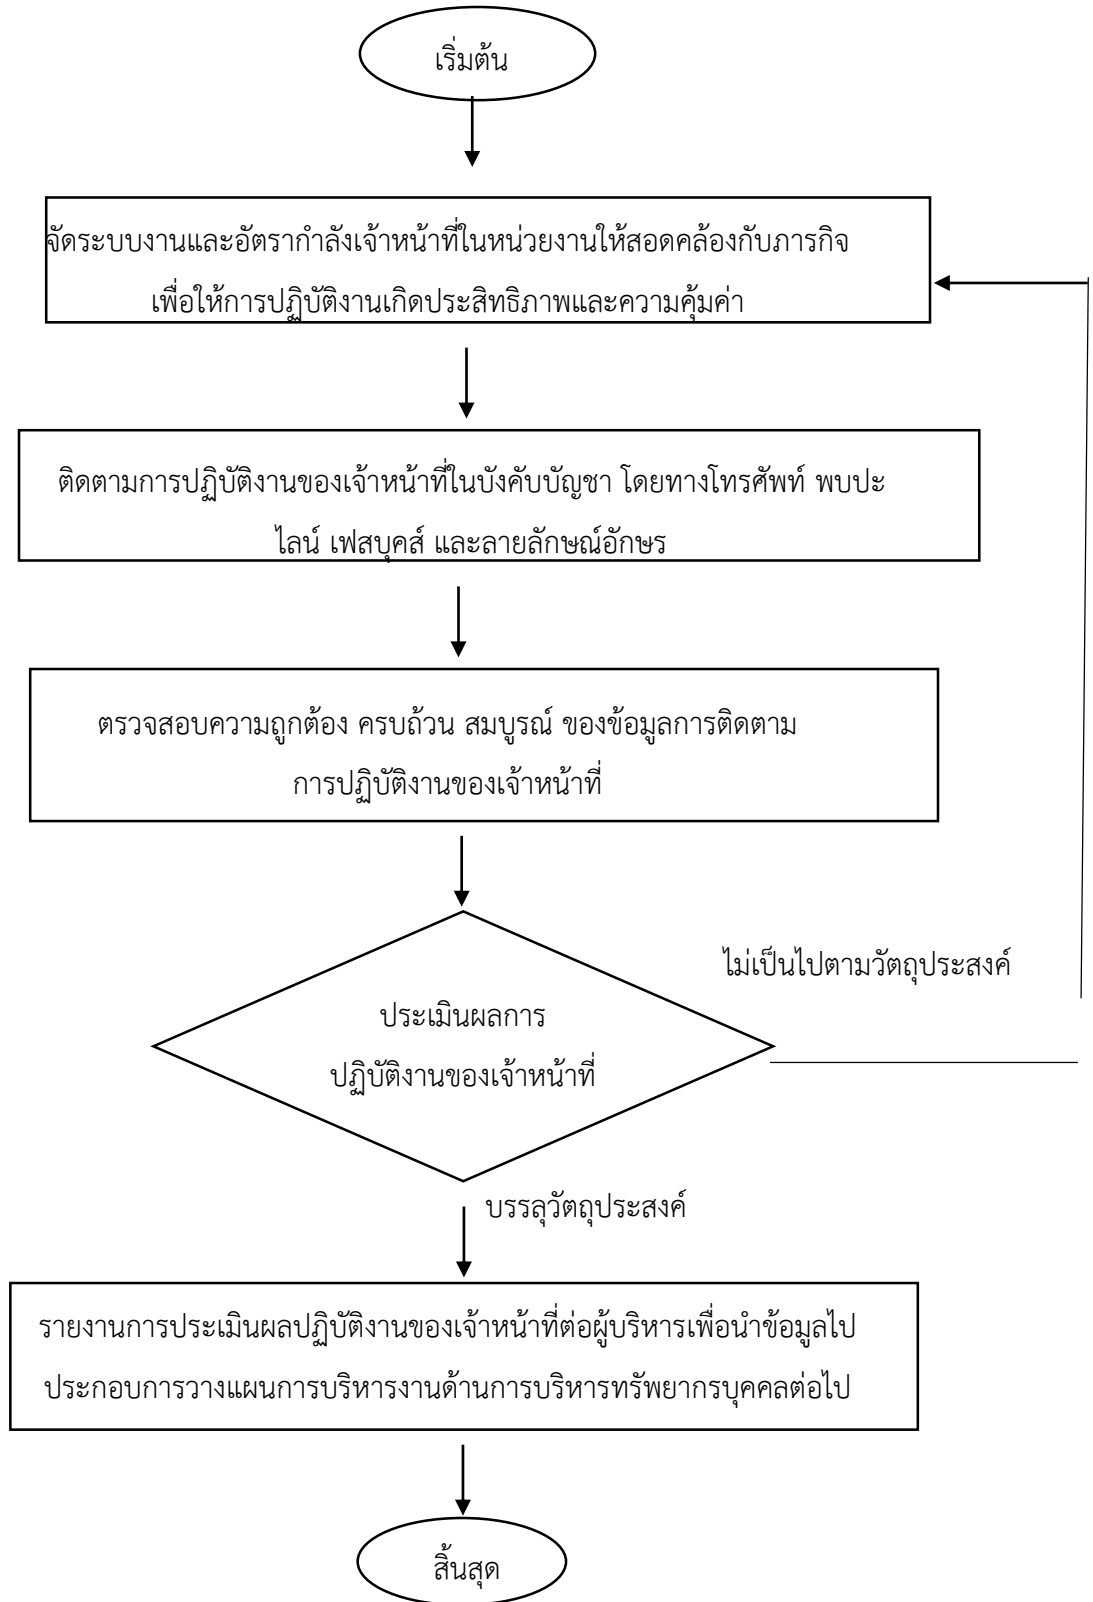 เริ่มต้น
จัดระบบงานและอัตรากำลังเจ้าหน้าที่ในหน่วยงานให้สอดคล้องกับภารกิจ
เพื่อให้การปฏิบัติงานเกิดประสิทธิภาพและความคุ้มค่า
ติดตามการปฏิบัติงานของเจ้าหน้าที่ในบังคับบัญชา โดยทางโทรศัพท์ พบปะ
ไลน์ เฟสบุคส์ และลายลักษณ์อักษร
ตรวจสอบความถูกต้อง ครบถ้วน สมบูรณ์ ของข้อมูลการติดตาม
การปฏิบัติงานของเจ้าหน้าที่
ไม่เป็นไปตามวัตถุประสงค์
ประเมินผลการ
ปฏิบัติงานของเจ้าหน้าที่
บรรลุวัตถุประสงค์
รายงานการประเมินผลปฏิบัติงานของเจ้าหน้าที่ต่อผู้บริหารเพื่อนำข้อมูลไป
ประกอบการวางแผนการบริหารงานด้านการบริหารทรัพยากรบุคคลต่อไป
สิ้นสุด